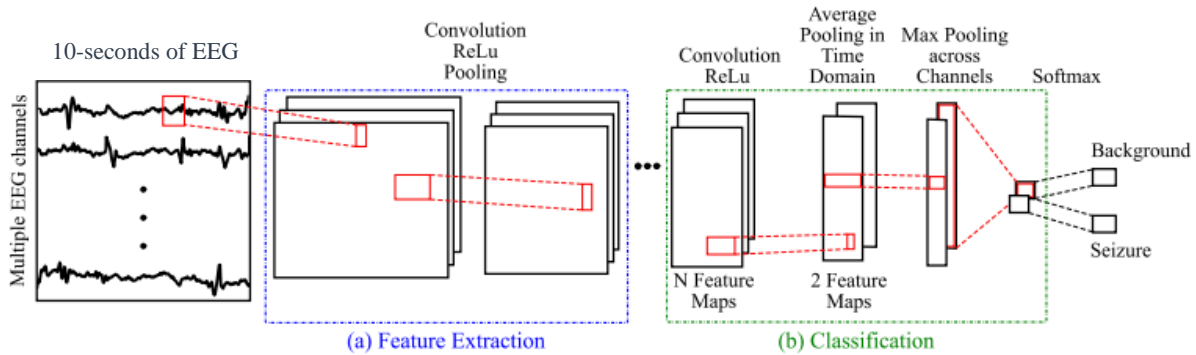 10-seconds of EEG
Multiple EEG channels
Convolution
ReLu
Pooling
(a) Feature Extraction
Convolution
ReLu
N Feature
Maps
Average
Pooling in
Time
Domain
2 Feature
Maps
Max Pooling
across
Channels
Softmax
Background
Seizure
(b) Classification